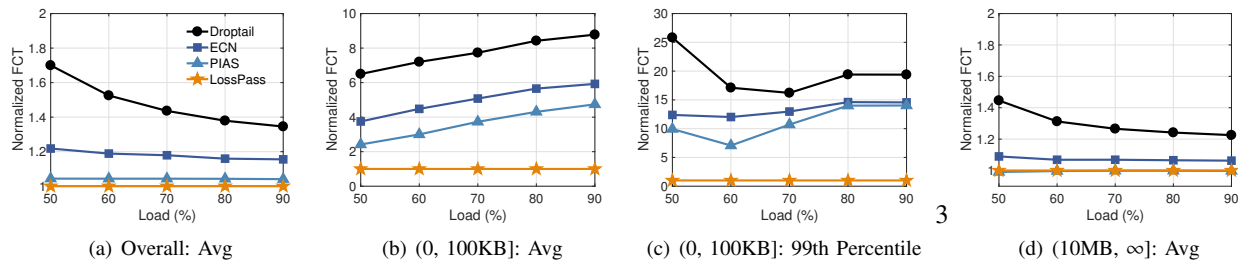 2
1.8
1.6
1.4
1.2
1
50 60 70 80 90
Load (%)
Normalized FCT
Droptail
ECN
PIAS
LossPass
(a) Overall: Avg
10
8
6
4
2
0
50 60 70 80 90
Load (%)
Normalized FCT
(b) (0, 100KB]: Avg
30
25
20
15
10
5
0
50 60 70 80 90
Load (%)
Normalized FCT
(c) (0, 100KB]: 99th Percentile
3
2
1.8
1.6
1.4
1.2
1
50 60 70 80 90
Load (%)
Normalized FCT
(d) (10MB, ∞]: Avg